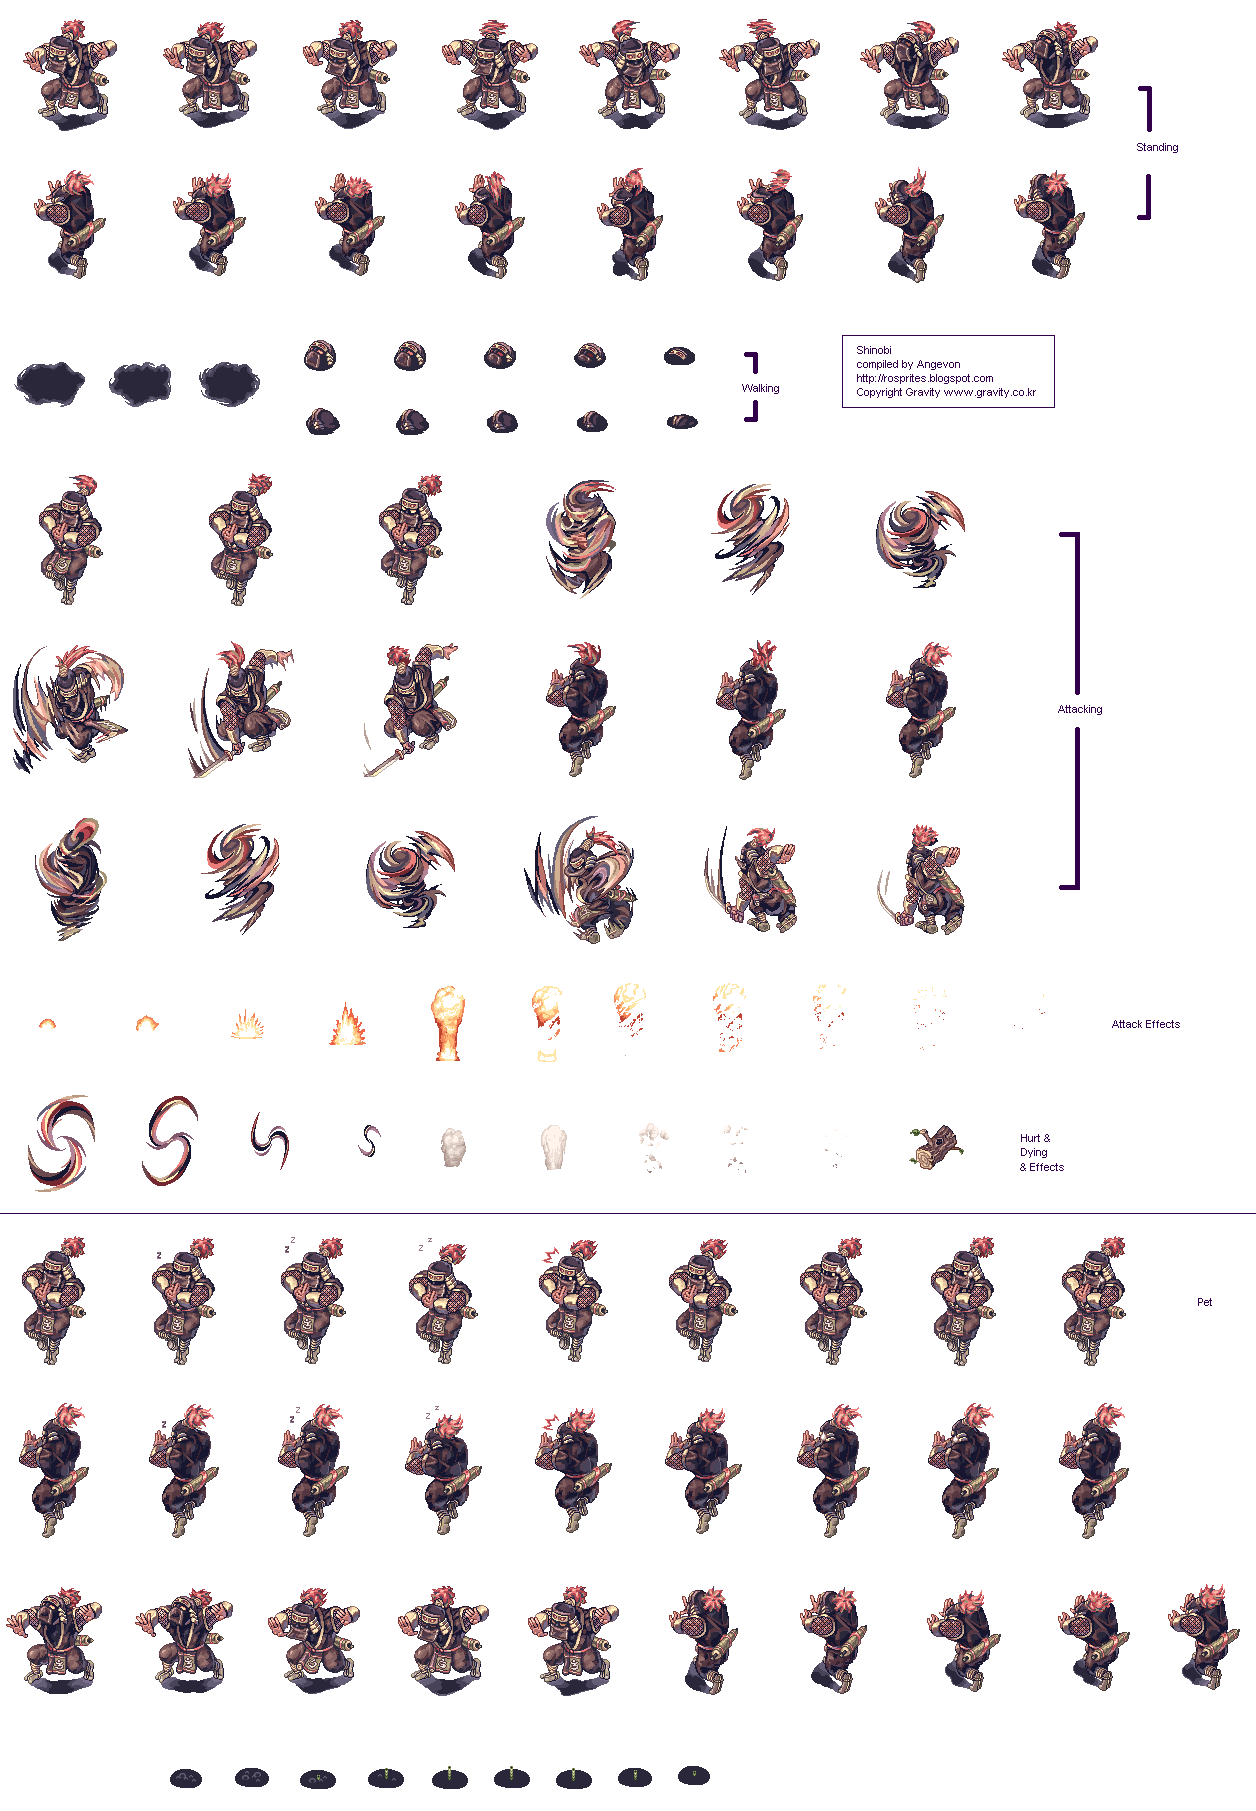 Standing
Shinobi
compiled by Angevon
http://rosprites.blogspot.com
Copyright Gravity www.gravity.co.kr
Walking
Attacking
Attack Effects
Hurt &
Dying
& Effects
z
z
z
z
z
Pet
z
z
z
z
z